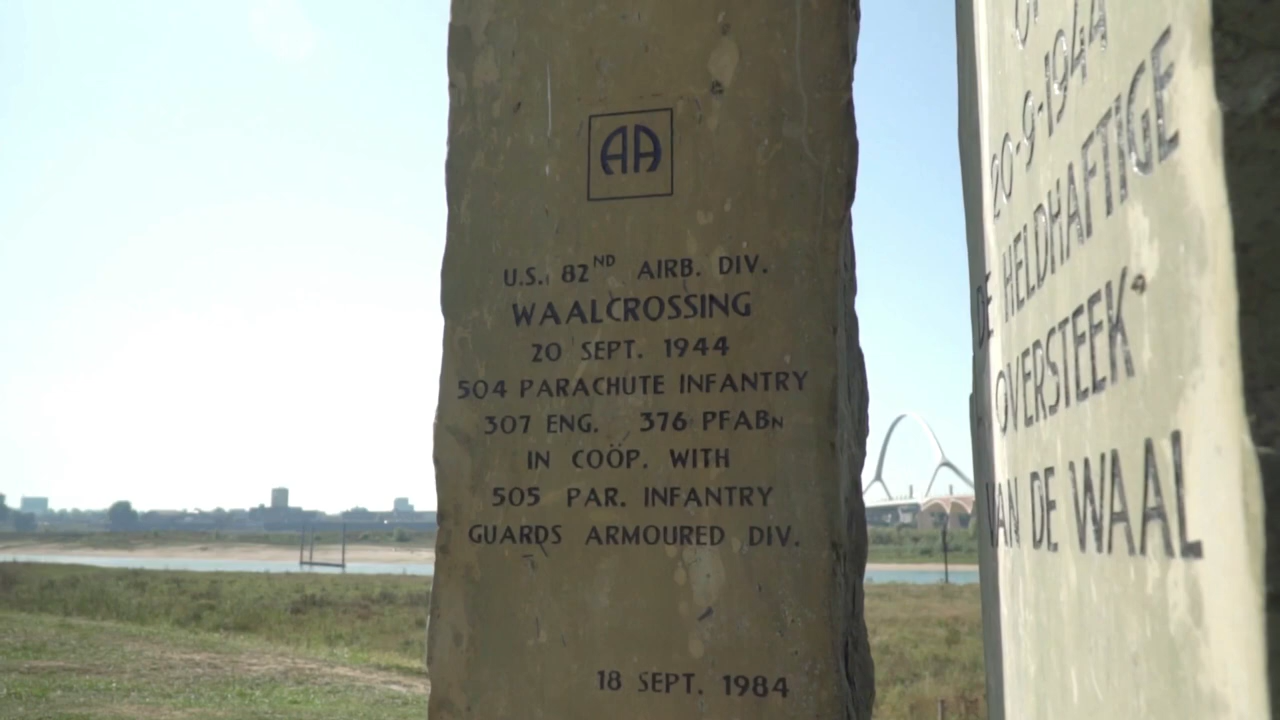 AA
U.S. 82ND AIRB. DIV.
WAALCROSSING
20 SEPT. 1944
504 PARACHUTE INFANTRY
307 ENG. 376 PFABN
IN COÖP. WITH
505 PAR. INFANTRY
GUARDS ARMOURED DIV.
18 SEPT. 1984
OP
20-9-1944
DE HELDHAFTIGE
OVERSTEEK
VAN DE WAAL